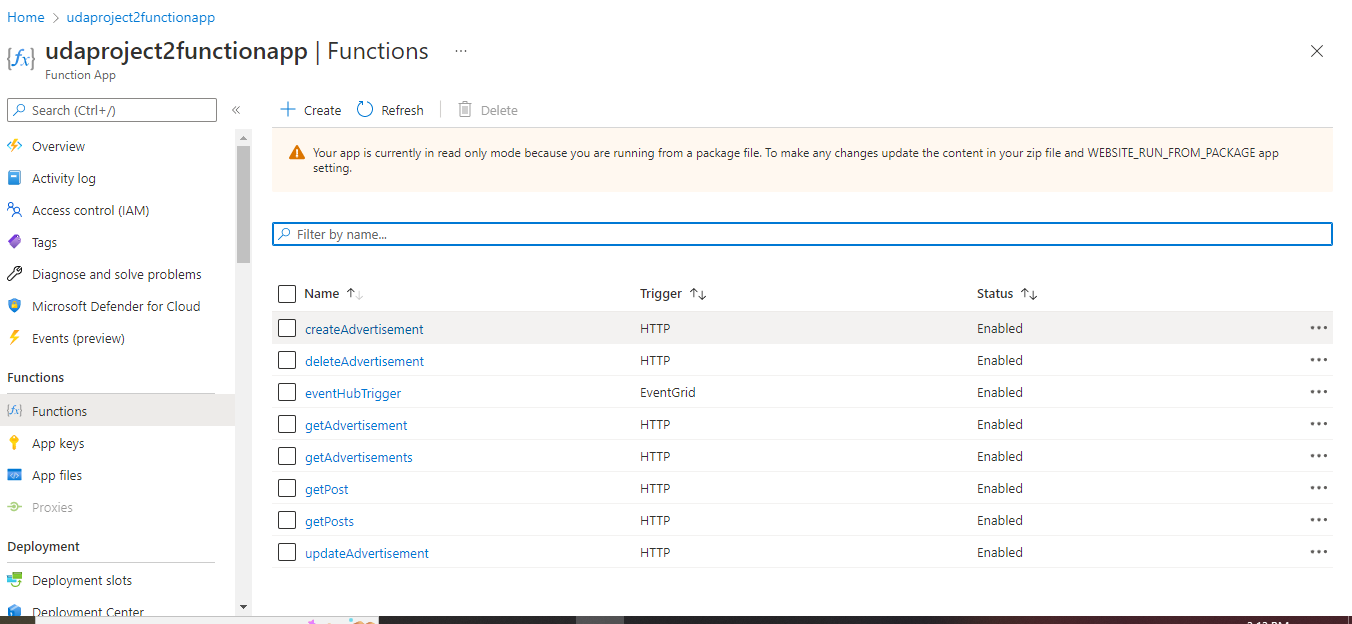 Home > udaproject2functionapp
{fx} udaproject2functionapp | Functions ...
Function App
Search (Ctrl+/) «
Overview
Activity log
Access control (IAM)
Tags
Diagnose and solve problems
Microsoft Defender for Cloud
Events (preview)
Functions
Functions
App keys
App files
Proxies
Deployment
Deployment slots
Deployment Center
+ Create Refresh | Delete
Your app is currently in read only mode because you are running from a package file. To make any changes update the content in your zip file and WEBSITE_RUN_FROM_PACKAGE app
setting.
Filter by name...
Name ↑↓ Trigger ↑↓ Status ↑↓
createAdvertisement HTTP Enabled ...
deleteAdvertisement HTTP Enabled ...
eventHubTrigger EventGrid Enabled ...
getAdvertisement HTTP Enabled ...
getAdvertisements HTTP Enabled ...
getPost HTTP Enabled ...
getPosts HTTP Enabled ...
updateAdvertisement HTTP Enabled ...